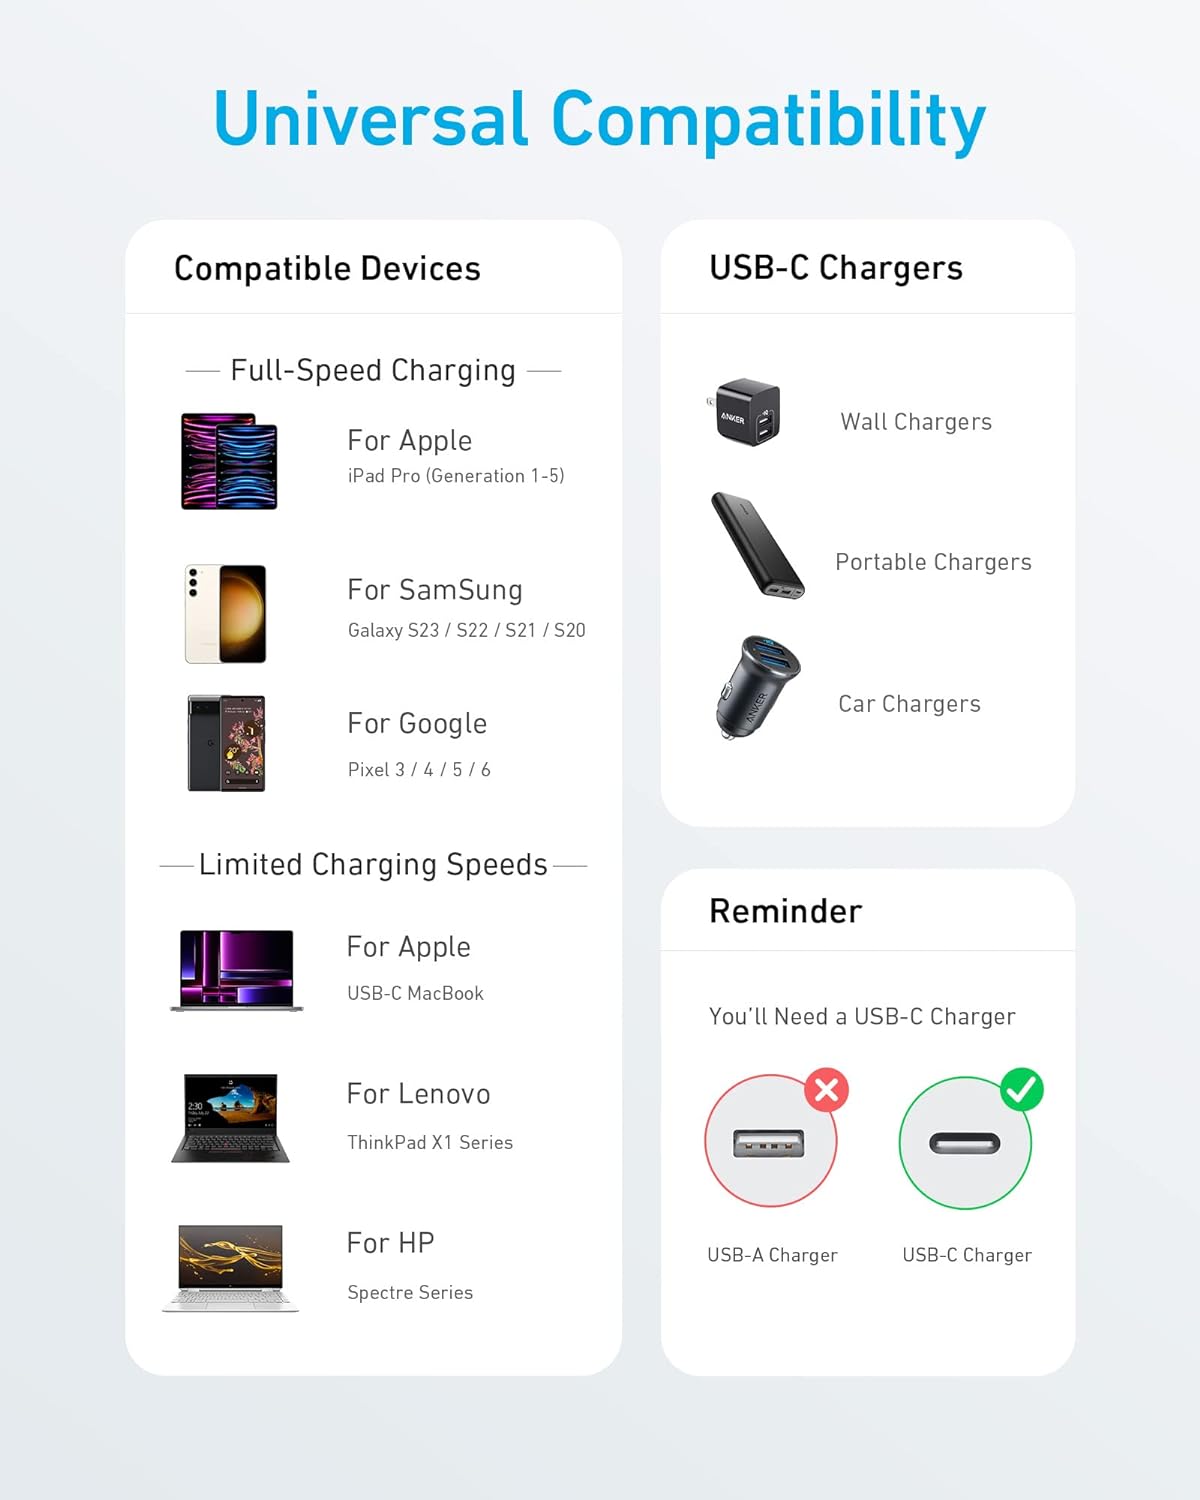 Universal Compatibility
Compatible Devices
Full-Speed Charging
For Apple
iPad Pro (Generation 1-5)
For SamSung
Galaxy S23 / S22 / S21 / S20
For Google
Pixel 3 / 4 / 5 / 6
Limited Charging Speeds
For Apple
USB-C MacBook
For Lenovo
2:30
ThinkPad X1 Series
For HP
Spectre Series
USB-C Chargers
ANKER
Wall Chargers
Portable Chargers
ANKER
Car Chargers
Reminder
You'll Need a USB-C Charger
USB-A Charger
USB-C Charger